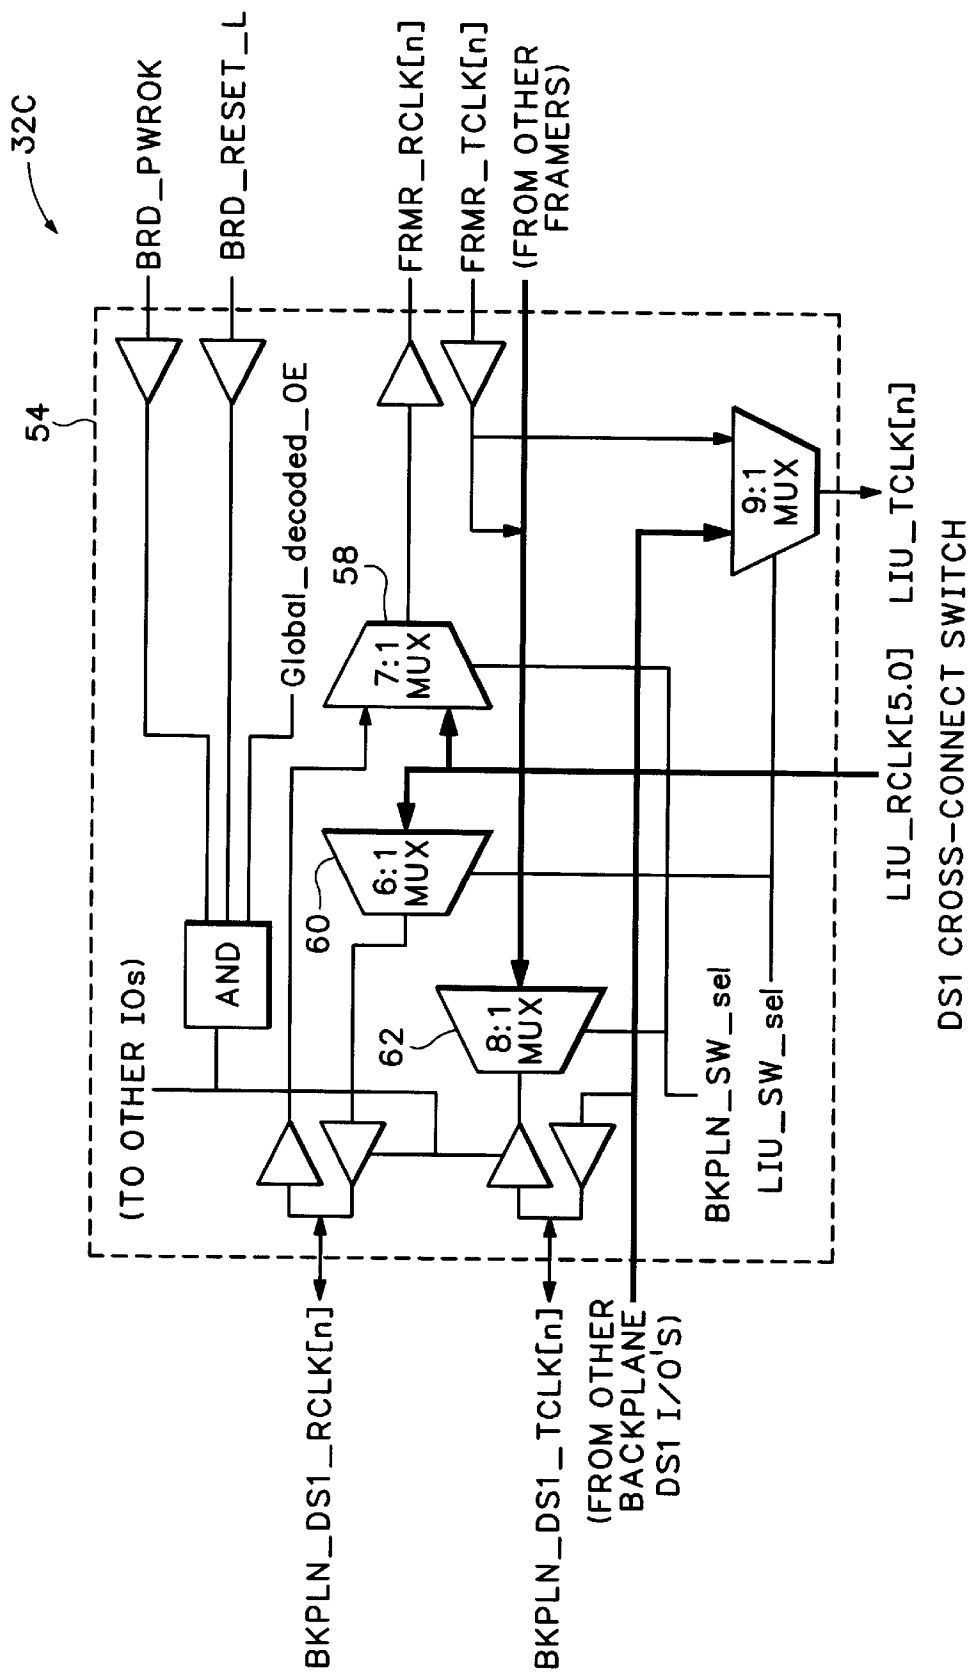 32C
54
BRD_PWROK
BRD_RESET_L
(TO OTHER IOs)
AND
Global_decoded_OE
FRMR_RCLK[n]
FRMR_TCLK[n]
(FROM OTHER
FRAMERS)
58
7:1
MUX
60
6:1
MUX
62
8:1
MUX
9:1
MUX
BKPLN_DS1_RCLK[n]
BKPLN_DS1_TCLK[n]
(FROM OTHER
BACKPLANE
DS1 I/O'S)
BKPLN_SW_sel
LIU_SW_sel
LIU_RCLK[5.0]
LIU_TCLK[n]
DS1 CROSS-CONNECT SWITCH